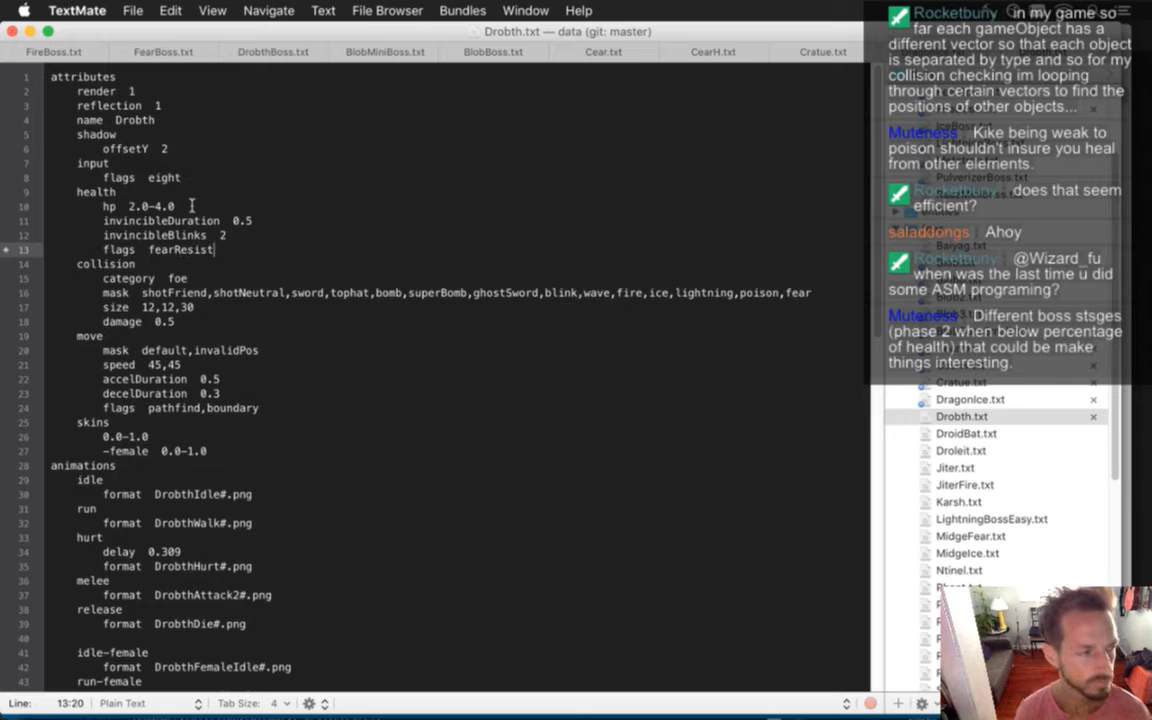 TextMate File Edit View Navigate Text File Browser Bundles Window Help
Drobth.txt — data (git: master)
FireBoss.txt FearBoss.txt DrobthBoss.txt BlobMiniBoss.txt BlobBoss.txt Cear.txt CearH.txt Cratue.txt
1 attributes
2 render 1
3 reflection 1
4 name Drobth
5 shadow
6 offsetY 2
7 input
8 flags eight
9 health
10 hp 2.0-4.0
11 invincibleDuration 0.5
12 invincibleBlinks 2
13 flags fearResist
14 collision
15 category foe
16 mask shotFriend,shotNeutral,sword,tophat,bomb,superBomb,ghostSword,blink,wave,fire,ice,lightning,poison,fear
17 size 12,12,30
18 damage 0.5
19 move
20 mask default,invalidPos
21 speed 45,45
22 accelDuration 0.5
23 decelDuration 0.3
24 flags pathfind,boundary
25 skins
26 0.0-1.0
27 -female 0.0-1.0
28 animations
29 idle
30 format DrobthIdle#.png
31 run
32 format DrobthWalk#.png
33 hurt
34 delay 0.309
35 format DrobthHurt#.png
36 melee
37 format DrobthAttack2#.png
38 release
39 format DrobthDie#.png
40
41 idle-female
42 format DrobthFemaleIdle#.png
43 run-female
Line: 13:20 Plain Text Tab Size: 4
Rocketbuny in my game so
far each gameObject has a
different vector so that each object
is separated by type and so for my
collision checking im looping
through certain vectors to find the
positions of other objects...
Muteness Kike being weak to
poison shouldn't insure you heal
from other elements.
Rocketbuny does that seem
efficient?
saladdongs Ahoy
Rocketbuny @Wizard_fu
when was the last time u did
some ASM programing?
Muteness Different boss stsges
(phase 2 when below percentage
of health) that could be make
things interesting.
IceBoss.txt
PulverizerBoss.txt
Baiyag.txt
Blob2.txt
Blob3.txt
Cratue.txt
DragonIce.txt
Drobth.txt
DroidBat.txt
Droleit.txt
Jiter.txt
JiterFire.txt
Karsh.txt
LightningBossEasy.txt
MidgeFear.txt
MidgeIce.txt
Ntinel.txt